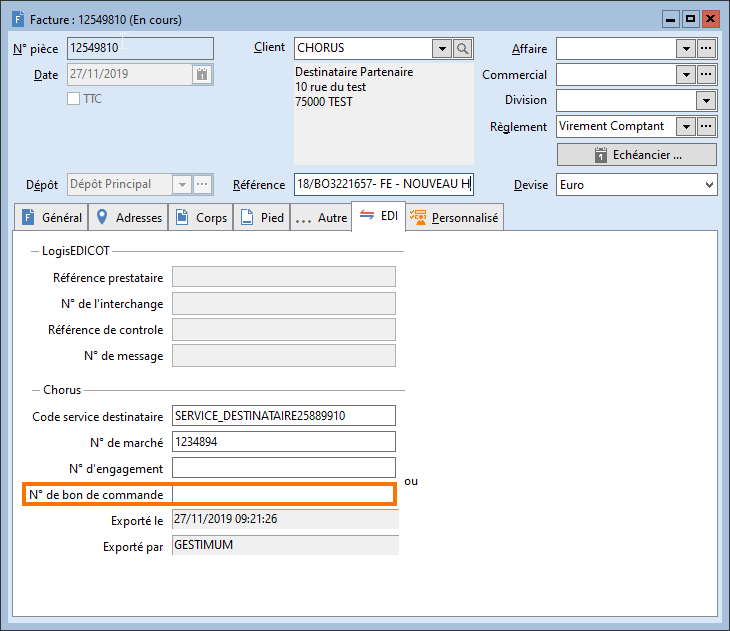 Facture : 12549810 (En cours)
N° pièce 12549810
Client CHORUS
Affaire
Date 27/11/2019
Destinataire Partenaire
10 rue du test
75000 TEST
Commercial
TTC
Division
Règlement Virement Comptant
Echéancier ...
Dépôt Dépôt Principal
Référence 18/BO3221657- FE - NOUVEAU H
Devise Euro
Général Adresses Corps Pied ... Autre EDI Personnalisé
LogisEDICOT
Référence prestataire
N° de l'interchange
Référence de controle
N° de message
Chorus
Code service destinataire SERVICE_DESTINATAIRE25889910
N° de marché 1234894
N° d'engagement
ou
N° de bon de commande
Exporté le 27/11/2019 09:21:26
Exporté par GESTIMUM